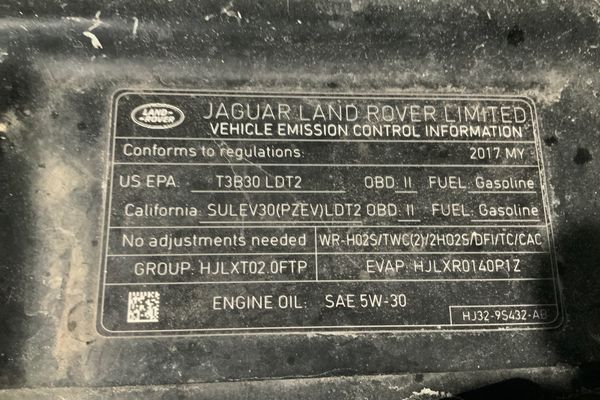 LAND-
ROVER
JAGUAR LAND ROVER LIMITED
VEHICLE EMISSION CONTROL INFORMATION
Conforms to regulations: 2017 MY
US EPA: T3B30 LDT2 OBD: II FUEL: Gasoline
California: SULEV30(PZEV)LDT2 OBD: II FUEL: Gasoline
No adjustments needed WR-HO2S/TWC(2)/2HO2S/DFI/TC/CAC
GROUP: HJLXT02.0FTP EVAP: HJLXR0140P1Z
ENGINE OIL: SAE 5W-30
HJ32-9S432-AB